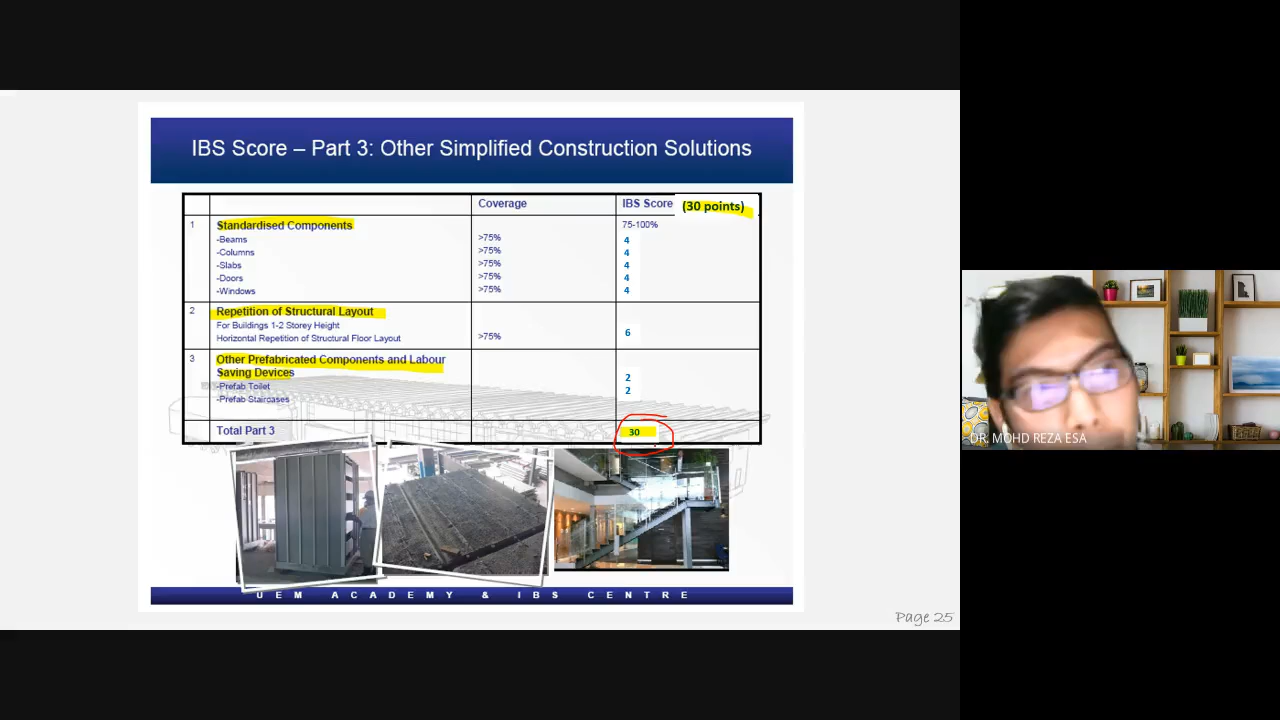 IBS Score – Part 3: Other Simplified Construction Solutions
Coverage
IBS Score (30 points)
1
Standardised Components
75-100%
-Beams >75% 4
-Columns >75% 4
-Slabs >75% 4
-Doors >75% 4
-Windows >75% 4
2
Repetition of Structural Layout
For Buildings 1-2 Storey Height
Horizontal Repetition of Structural Floor Layout >75% 6
3
Other Prefabricated Components and Labour
Saving Devices
-Prefab Toilet 2
-Prefab Staircases 2
Total Part 3 30
UEM ACADEMY & IBS CENTRE
Page 25
DR. MOHD REZA ESA